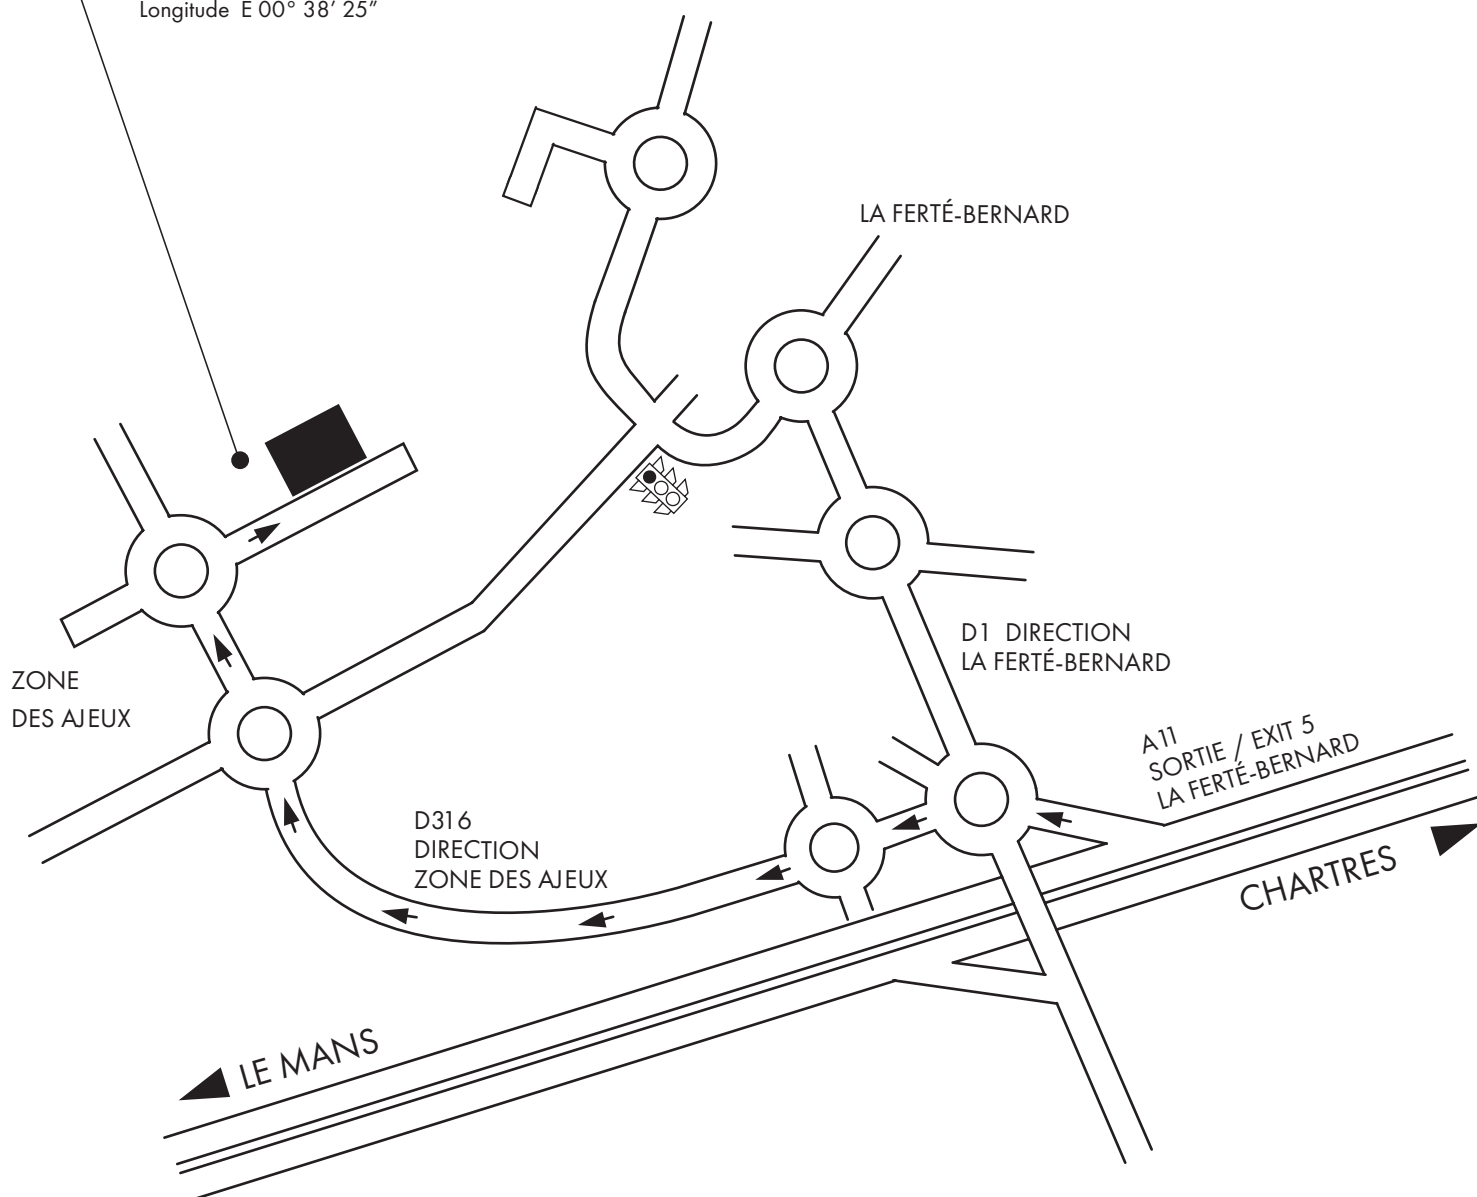 Longitude E 00° 38’ 25”
LA FERTÉ-BERNARD
D1 DIRECTION
LA FERTÉ-BERNARD
ZONE
DES AJEUX
A11
SORTIE / EXIT 5
LA FERTÉ-BERNARD
D316
DIRECTION
ZONE DES AJEUX
CHARTRES
LE MANS